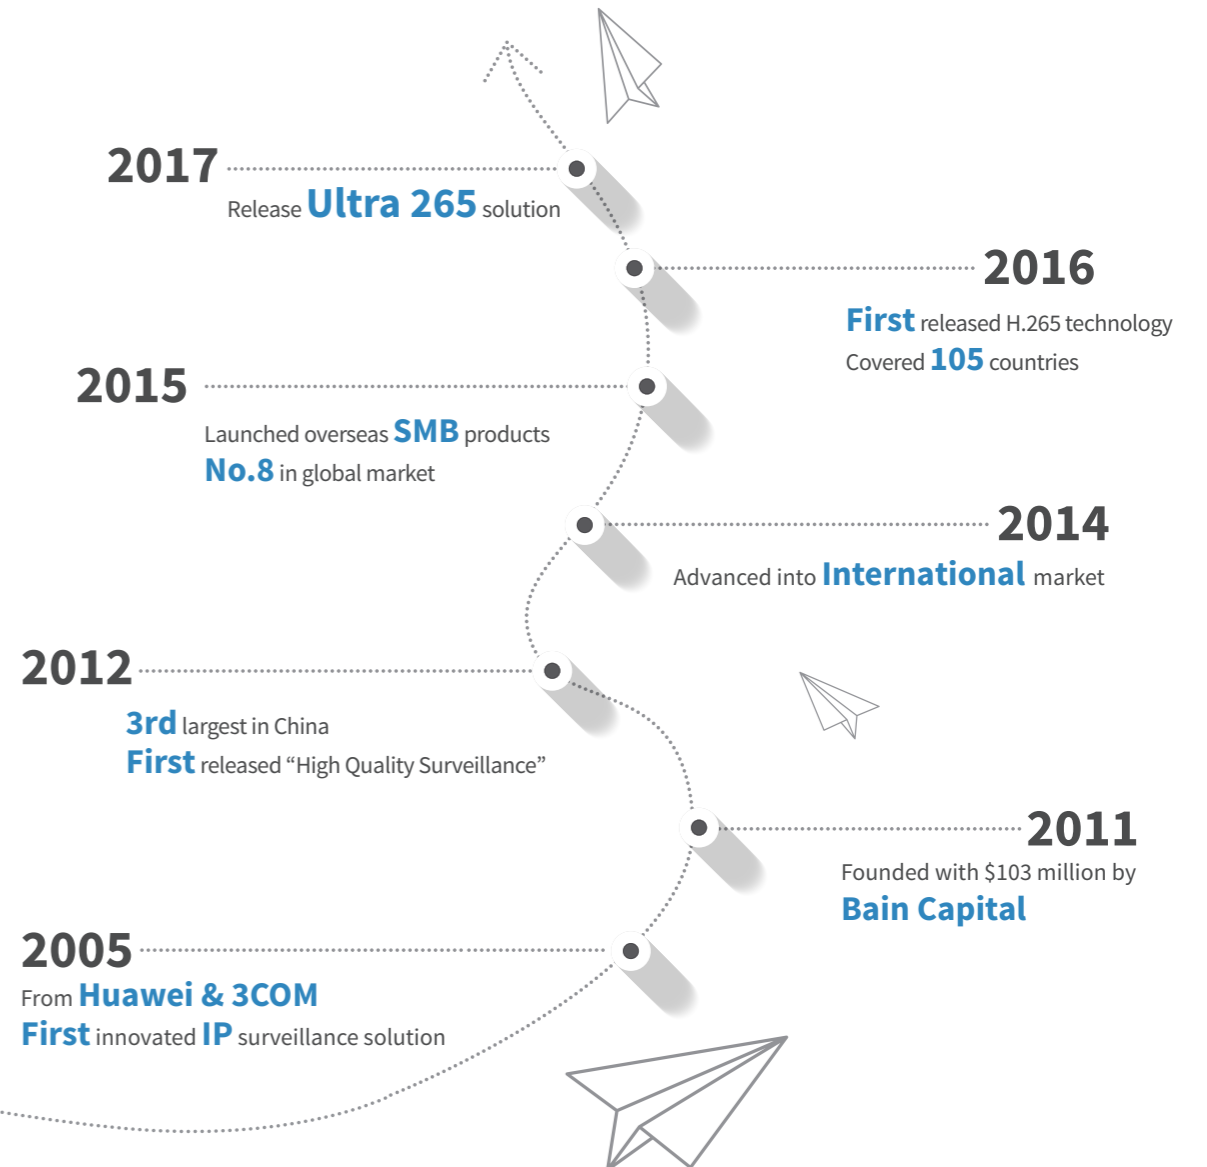 2017
Release Ultra 265 solution
2016
First released H.265 technology
Covered 105 countries
2015
Launched overseas SMB products
No.8 in global market
2014
Advanced into International market
2012
3rd largest in China
First released “High Quality Surveillance”
2011
Founded with $103 million by
Bain Capital
2005
From Huawei & 3COM
First innovated IP surveillance solution